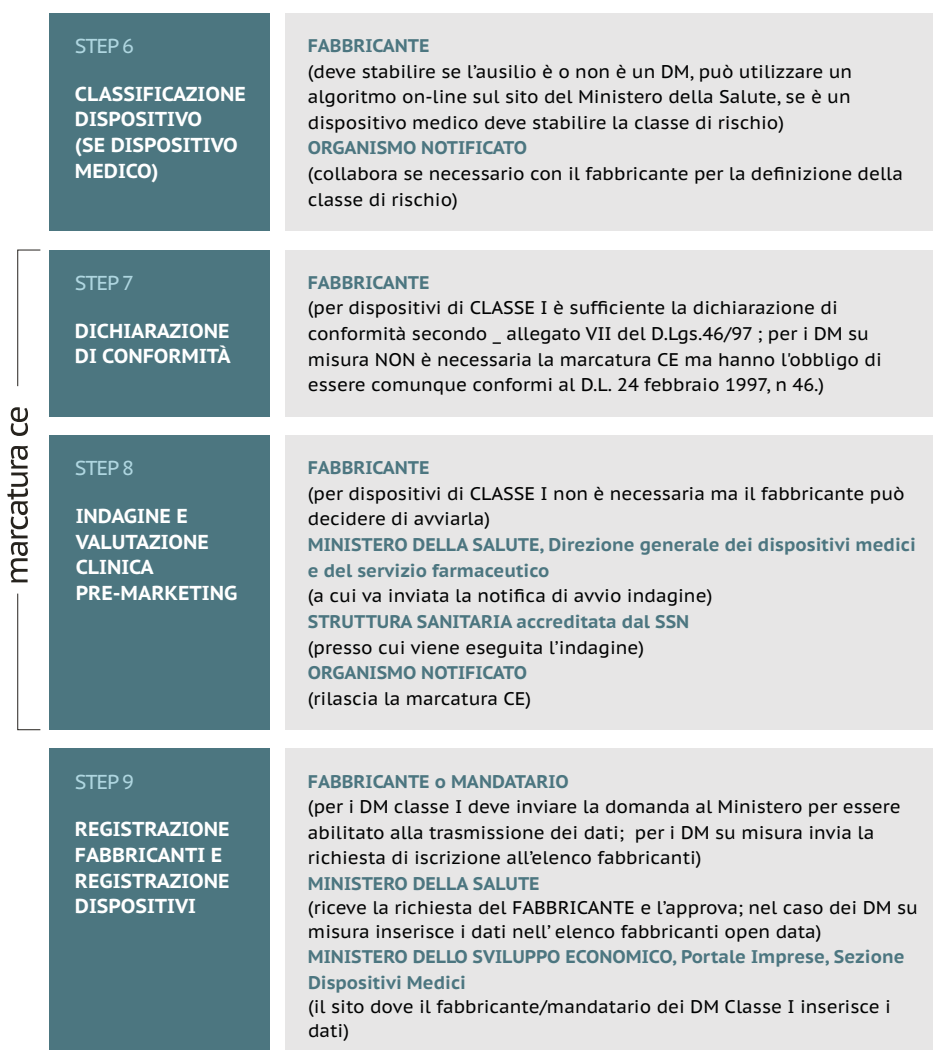 STEP 6
CLASSIFICAZIONE
DISPOSITIVO
(SE DISPOSITIVO
MEDICO)
FABBRICANTE
(deve stabilire se l’ausilio è o non è un DM, può utilizzare un
algoritmo on-line sul sito del Ministero della Salute, se è un
dispositivo medico deve stabilire la classe di rischio)
ORGANISMO NOTIFICATO
(collabora se necessario con il fabbricante per la definizione della
classe di rischio)
marcatura ce
STEP 7
DICHIARAZIONE
DI CONFORMITÀ
FABBRICANTE
(per dispositivi di CLASSE I è sufficiente la dichiarazione di
conformità secondo _ allegato VII del D.Lgs.46/97 ; per i DM su
misura NON è necessaria la marcatura CE ma hanno l'obbligo di
essere comunque conformi al D.L. 24 febbraio 1997, n 46.)
STEP 8
INDAGINE E
VALUTAZIONE
CLINICA
PRE-MARKETING
FABBRICANTE
(per dispositivi di CLASSE I non è necessaria ma il fabbricante può
decidere di avviarla)
MINISTERO DELLA SALUTE, Direzione generale dei dispositivi medici
e del servizio farmaceutico
(a cui va inviata la notifica di avvio indagine)
STRUTTURA SANITARIA accreditata dal SSN
(presso cui viene eseguita l’indagine)
ORGANISMO NOTIFICATO
(rilascia la marcatura CE)
STEP 9
REGISTRAZIONE
FABBRICANTI E
REGISTRAZIONE
DISPOSITIVI
FABBRICANTE o MANDATARIO
(per i DM classe I deve inviare la domanda al Ministero per essere
abilitato alla trasmissione dei dati;  per i DM su misura invia la
richiesta di iscrizione all’elenco fabbricanti)
MINISTERO DELLA SALUTE
(riceve la richiesta del FABBRICANTE e l’approva; nel caso dei DM su
misura inserisce i dati nell’ elenco fabbricanti open data)
MINISTERO DELLO SVILUPPO ECONOMICO, Portale Imprese, Sezione
Dispositivi Medici
(il sito dove il fabbricante/mandatario dei DM Classe I inserisce i
dati)